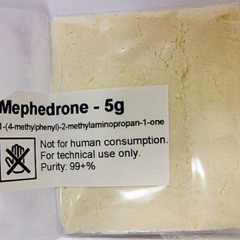 Mephedrone - 5g
1-(4-methylphenyl)-2-methylaminopropan-1-one
Not for human consumption.
For technical use only.
Purity: 99+%